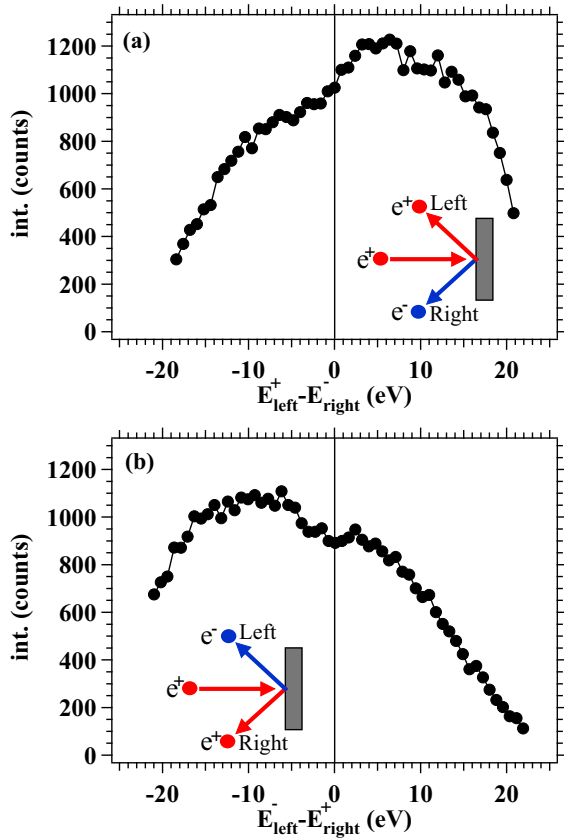 (a)
1200
1000
800
600
400
200
0
int. (counts)
e+ Left
e+
e- Right
-20 -10 0 10 20
E+left-E-right (eV)
(b)
1200
1000
800
600
400
200
0
int. (counts)
e- Left
e+
e+ Right
-20 -10 0 10 20
E-left-E+right (eV)